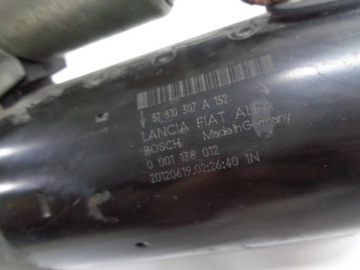 51 810 307 A 152
LANCIA FIAT ALFA
BOSCH Made in Germany
0 001 138 012
20120619.02:26:40 IN